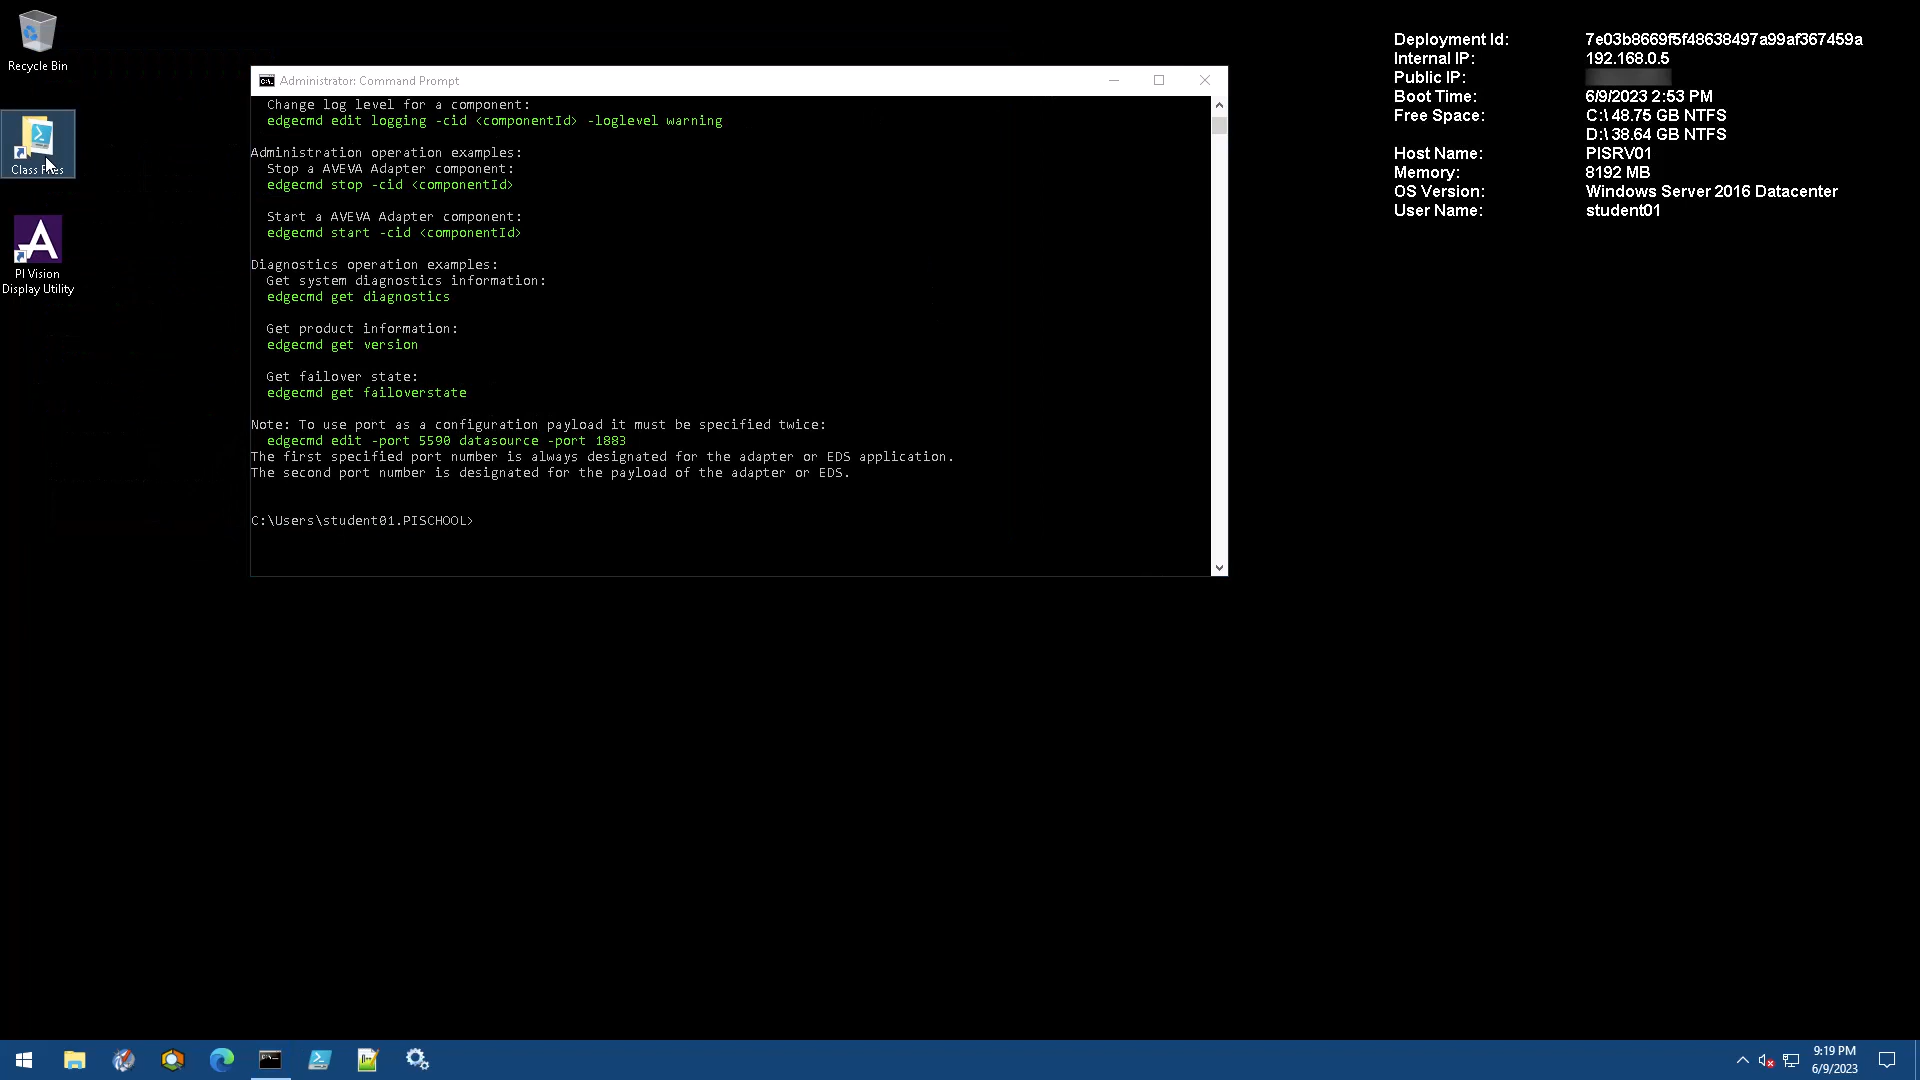 Recycle Bin
Class Files
PI Vision
Display Utility
Administrator: Command Prompt
Change log level for a component:
edgecmd edit logging -cid <componentId> -loglevel warning
Administration operation examples:
Stop a AVEVA Adapter component:
edgecmd stop -cid <componentId>
Start a AVEVA Adapter component:
edgecmd start -cid <componentId>
Diagnostics operation examples:
Get system diagnostics information:
edgecmd get diagnostics
Get product information:
edgecmd get version
Get failover state:
edgecmd get failoverstate
Note: To use port as a configuration payload it must be specified twice:
edgecmd edit -port 5590 datasource -port 1883
The first specified port number is always designated for the adapter or EDS application.
The second port number is designated for the payload of the adapter or EDS.
C:\Users\student01.PISCHOOL>
Deployment Id: 7e03b8669f5f48638497a99af367459a
Internal IP: 192.168.0.5
Public IP:
Boot Time: 6/9/2023 2:53 PM
Free Space: C:\ 48.75 GB NTFS
D:\ 38.64 GB NTFS
Host Name: PISRV01
Memory: 8192 MB
OS Version: Windows Server 2016 Datacenter
User Name: student01
9:19 PM
6/9/2023